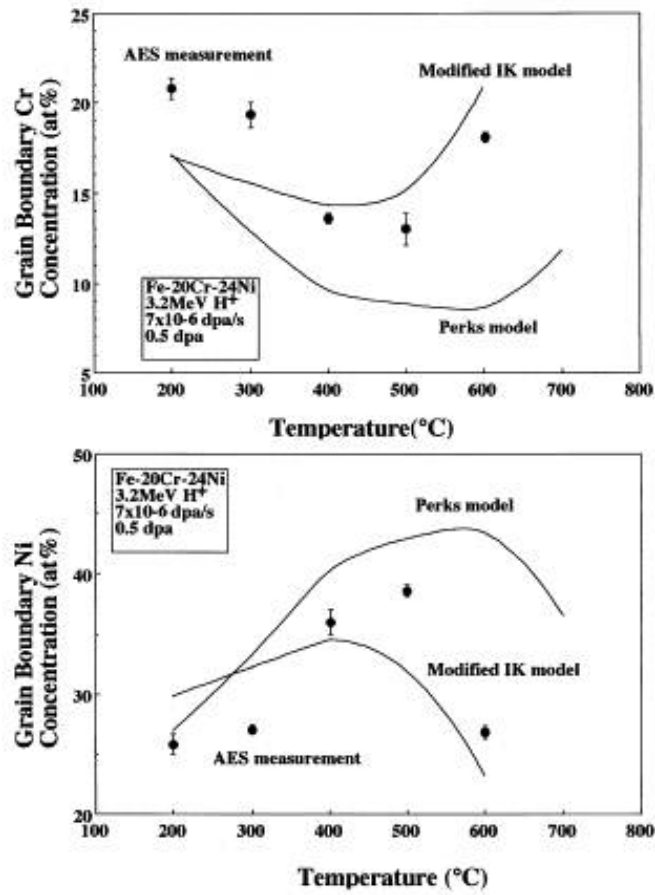 25
20
15
10
5
Grain Boundary Cr
Concentration (at%)
AES measurement
Modified IK model
Perks model
Fe-20Cr-24Ni
3.2MeV H+
7x10-6 dpa/s
0.5 dpa
100 200 300 400 500 600 700 800
Temperature(°C)
50
40
30
20
Grain Boundary Ni
Concentration (at%)
Fe-20Cr-24Ni
3.2MeV H+
7x10-6 dpa/s
0.5 dpa
Perks model
Modified IK model
AES measurement
100 200 300 400 500 600 700 800
Temperature (°C)